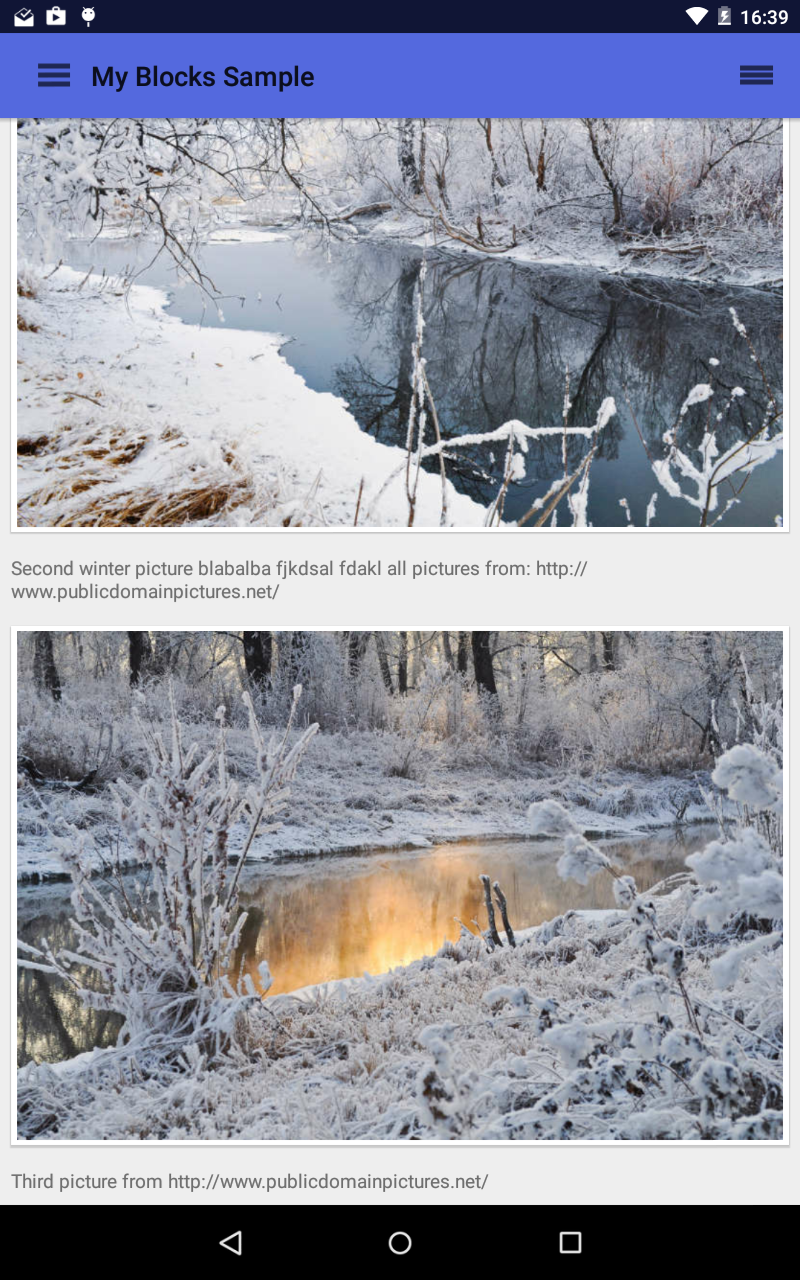 16:39
My Blocks Sample
Second winter picture blabalba fjkdsal fdakl all pictures from: http://
www.publicdomainpictures.net/
Third picture from http://www.publicdomainpictures.net/